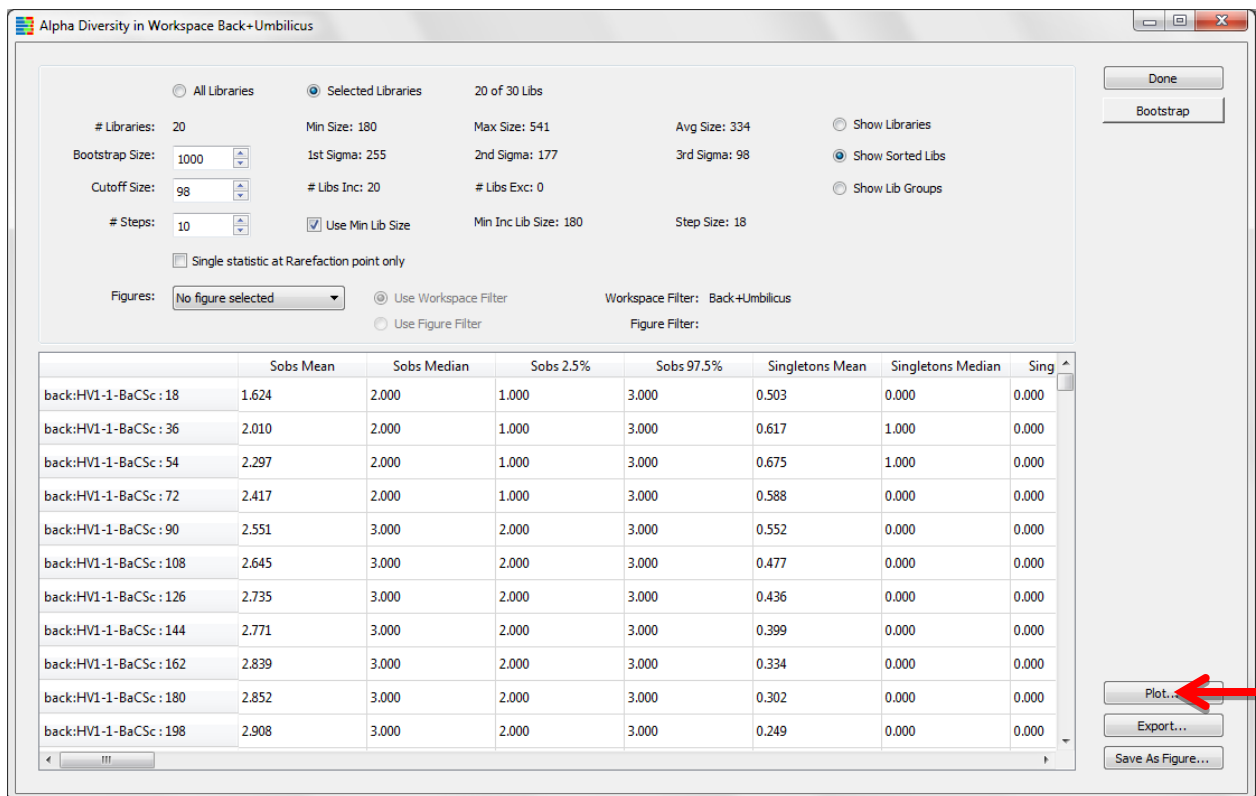 Alpha Diversity in Workspace Back+Umbilicus
All Libraries Selected Libraries 20 of 30 Libs Done
Bootstrap
# Libraries: 20 Min Size: 180 Max Size: 541 Avg Size: 334 Show Libraries
Bootstrap Size: 1000 1st Sigma: 255 2nd Sigma: 177 3rd Sigma: 98 Show Sorted Libs
Cutoff Size: 98 # Libs Inc: 20 # Libs Exc: 0 Show Lib Groups
# Steps: 10 Use Min Lib Size Min Inc Lib Size: 180 Step Size: 18
Single statistic at Rarefaction point only
Figures: No figure selected Use Workspace Filter Workspace Filter: Back+Umbilicus
Use Figure Filter Figure Filter:
Sobs Mean Sobs Median Sobs 2.5% Sobs 97.5% Singletons Mean Singletons Median Sing
back:HV1-1-BaCSc : 18 1.624 2.000 1.000 3.000 0.503 0.000 0.000
back:HV1-1-BaCSc : 36 2.010 2.000 1.000 3.000 0.617 1.000 0.000
back:HV1-1-BaCSc : 54 2.297 2.000 1.000 3.000 0.675 1.000 0.000
back:HV1-1-BaCSc : 72 2.417 2.000 1.000 3.000 0.588 0.000 0.000
back:HV1-1-BaCSc : 90 2.551 3.000 2.000 3.000 0.552 0.000 0.000
back:HV1-1-BaCSc : 108 2.645 3.000 2.000 3.000 0.477 0.000 0.000
back:HV1-1-BaCSc : 126 2.735 3.000 2.000 3.000 0.436 0.000 0.000
back:HV1-1-BaCSc : 144 2.771 3.000 2.000 3.000 0.399 0.000 0.000
back:HV1-1-BaCSc : 162 2.839 3.000 2.000 3.000 0.334 0.000 0.000
back:HV1-1-BaCSc : 180 2.852 3.000 2.000 3.000 0.302 0.000 0.000
back:HV1-1-BaCSc : 198 2.908 3.000 2.000 3.000 0.249 0.000 0.000
Plot...
Export...
Save As Figure...